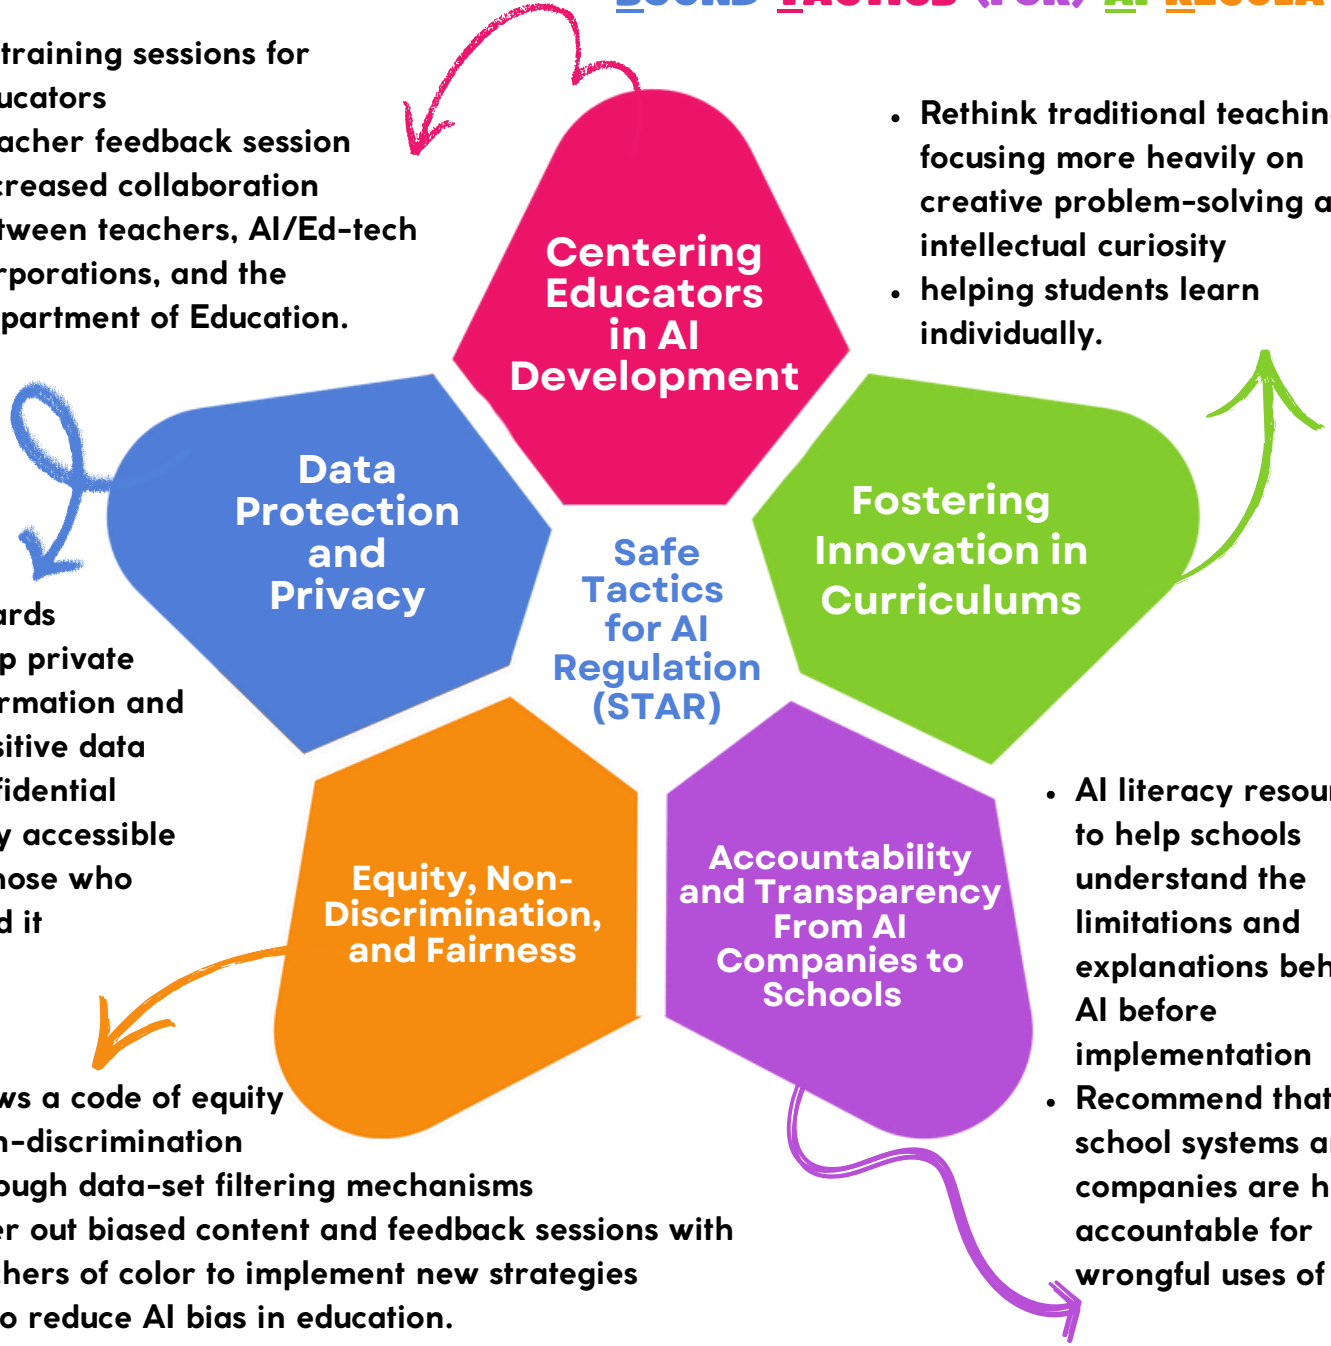 TACTICS (FOR) AI
training sessions for
acher feedback session
creased collaboration
tween teachers, AI/Ed-tech
rporations, and the
partment of Education.
• Rethink traditional teaching
focusing more heavily on
creative problem-solving a
intellectual curiosity
• helping students learn
individually.
Centering
Educators
in AI
Development
Data
Protection
and
Privacy
Fostering
Innovation in
Curriculums
Safe
Tactics
for AI
Regulation
(STAR)
ards
p private
rmation and
sitive data
fidential
y accessible
hose who
d it
Equity, Non-
Discrimination,
and Fairness
Accountability
and Transparency
From AI
Companies to
Schools
• AI literacy resour
to help schools
understand the
limitations and
explanations beh
AI before
implementation
• Recommend that
school systems a
companies are h
accountable for
wrongful uses of
ws a code of equity
n-discrimination
ough data-set filtering mechanisms
er out biased content and feedback sessions with
chers of color to implement new strategies
o reduce AI bias in education.